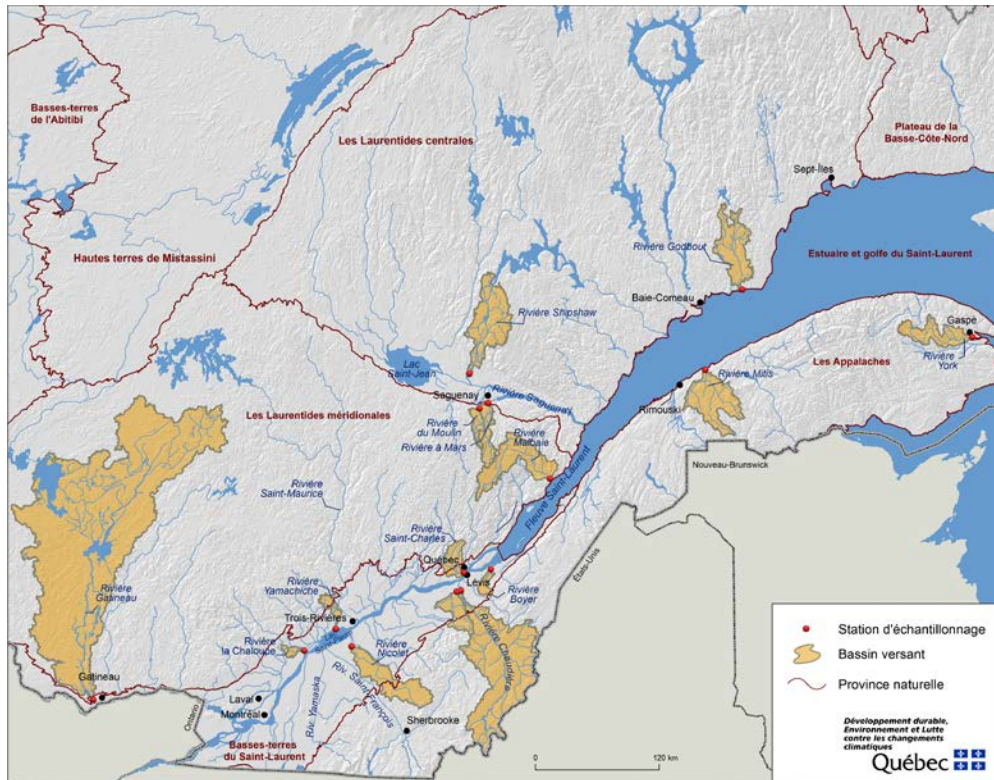 Basses-terres
de l'Abitibi
Les Laurentides centrales
Plateau de la
Basse-Côte-Nord
Sept-Îles
Rivière Godbout
Estuaire et golfe du Saint-Laurent
Hautes terres de Mistassini
Baie-Comeau
Rivière Shipshaw
Gaspé
Rivière
York
Les Appalaches
Lac
Saint-Jean
Rivière Mitis
Rimouski
Saguenay
Rivière Saguenay
Les Laurentides méridionales
Rivière
du Moulin
Rivière à Mars
Rivière
Malbaie
Nouveau-Brunswick
Fleuve Saint-Laurent
Rivière
Saint-Maurice
Rivière
Saint-Charles
Québec
Lévis
États-Unis
Rivière
Boyer
Rivière
Gatineau
Rivière
Yamachiche
Trois-Rivières
Lac
Saint-Pierre
Rivière
la Chaloupe
Rivière
Nicolet
Rivière Chaudière
Gatineau
Riv. Saint-François
Riv. Yamaska
Laval
Montréal
Ontario
Sherbrooke
Basses-terres
du Saint-Laurent
0
120 km
Station d'échantillonnage
Bassin versant
Province naturelle
Développement durable,
Environnement et Lutte
contre les changements
climatiques
Québec